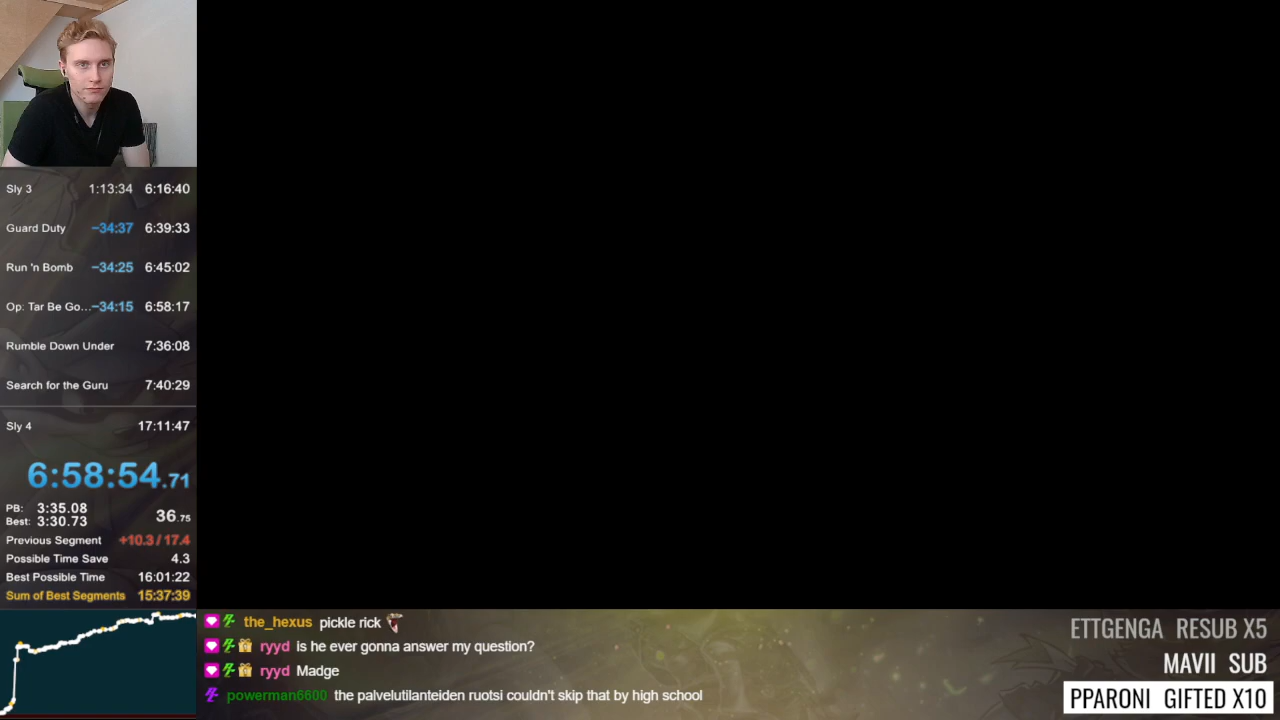 Sly 3 1:13:34 6:16:40
Guard Duty −34:37 6:39:33
Run 'n Bomb −34:25 6:45:02
Op: Tar Be Go... −34:15 6:58:17
Rumble Down Under 7:36:08
Search for the Guru 7:40:29
Sly 4 17:11:47
6:58:54.71
PB: 3:35.08
Best: 3:30.73
36.75
Previous Segment +10.3 / 17.4
Possible Time Save 4.3
Best Possible Time 16:01:22
Sum of Best Segments 15:37:39
the_hexus pickle rick
ryyd is he ever gonna answer my question?
ryyd Madge
powerman6600 the palvelutilanteiden ruotsi couldn't skip that by high school
ETTGENGA RESUB X5
MAVII SUB
PPARONI GIFTED X10